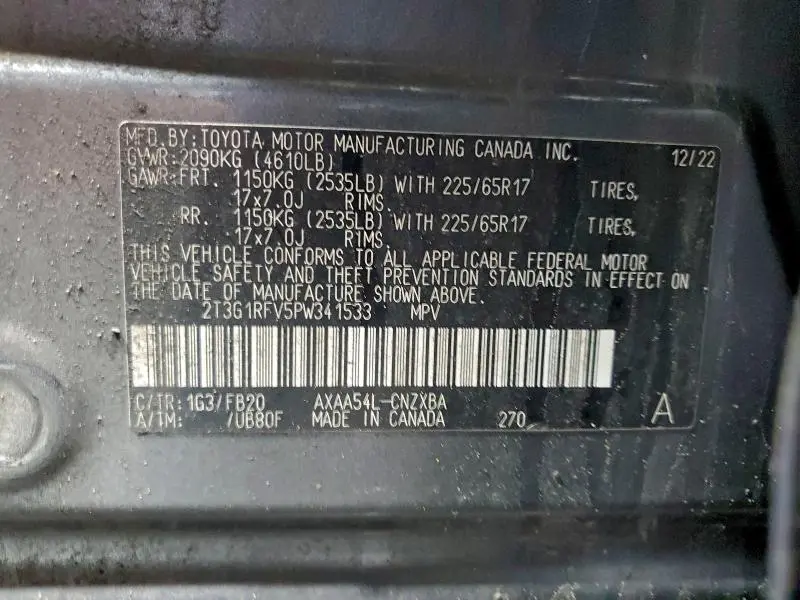 MFD. BY: TOYOTA MOTOR MANUFACTURING CANADA INC. 12/22
GVWR: 2090KG (4610LB)
GAWR: FRT. 1150KG (2535LB) WITH 225/65R17 TIRES,
17x7.0J RIMS,
RR. 1150KG (2535LB) WITH 225/65R17 TIRES,
17x7.0J RIMS.
THIS VEHICLE CONFORMS TO ALL APPLICABLE FEDERAL MOTOR
VEHICLE SAFETY AND THEFT PREVENTION STANDARDS IN EFFECT ON
THE DATE OF MANUFACTURE SHOWN ABOVE.
2T3G1RFV5PW341533 MPV
C/TR: 1G3/FB20 AXAA54L-CNZXBA
A/TM: /UB80F MADE IN CANADA 270 A